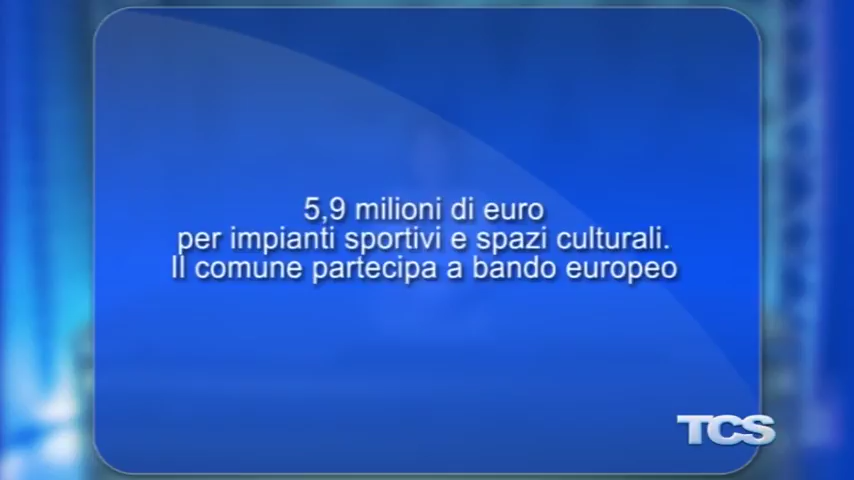 5,9 milioni di euro
per impianti sportivi e spazi culturali.
Il comune partecipa a bando europeo
TCS